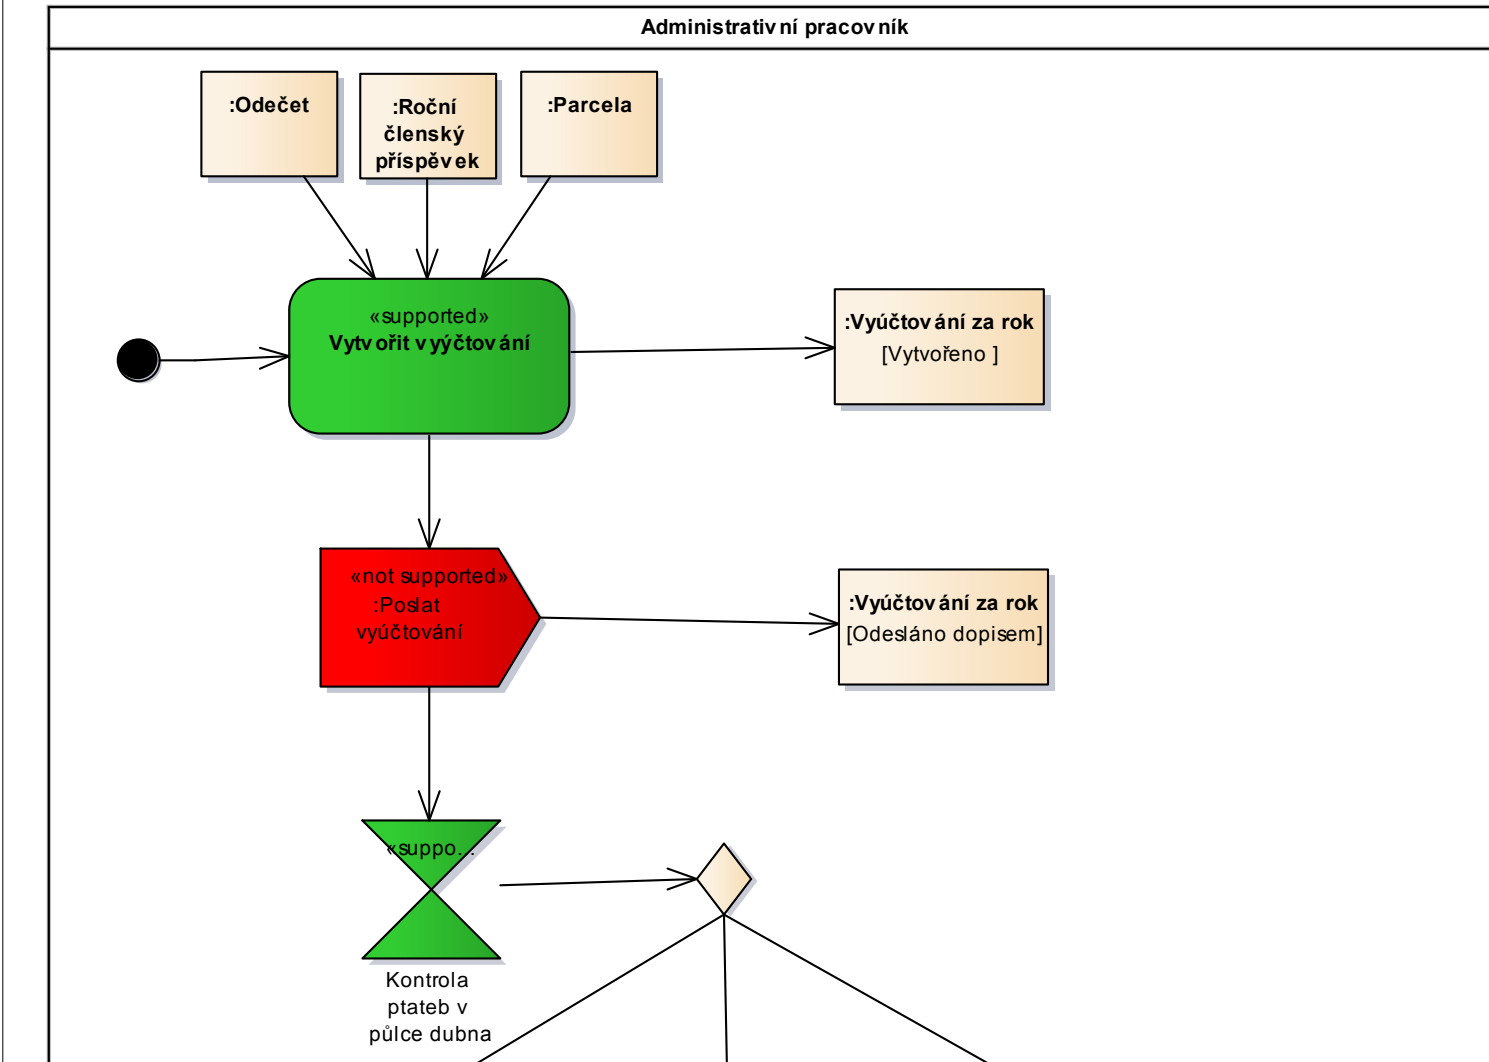 Administrativní pracovník
:Odečet
:Roční
členský
příspěvek
:Parcela
«supported»
Vytvořit vyýčtování
:Vyúčtování za rok
[Vytvořeno ]
«not supported»
:Poslat
vyúčtování
:Vyúčtování za rok
[Odesláno dopisem]
«suppo...
Kontrola
ptateb v
půlce dubna